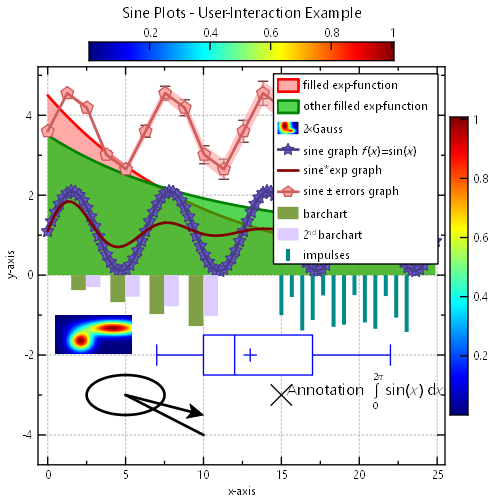 Sine Plots - User-Interaction Example
0.2 0.4 0.6 0.8 1
filled exp-function
other filled exp-function
2×Gauss
sine graph f(x)=sin(x)
sine*exp graph
sine ± errors graph
barchart
2nd barchart
impulses
4
2
0
-2
-4
y-axis
1
0.8
0.6
0.4
0.2
Annotation ∫₀²π sin(x) dx
0 5 10 15 20 25
x-axis